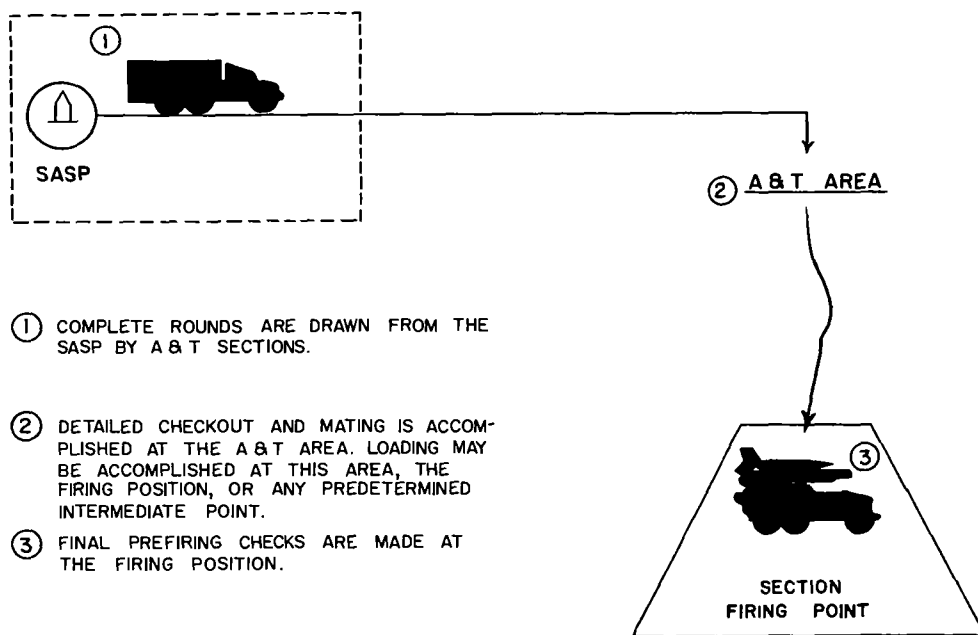 ①
SASP
② A & T AREA
① COMPLETE ROUNDS ARE DRAWN FROM THE
SASP BY A & T SECTIONS.
② DETAILED CHECKOUT AND MATING IS ACCOM-
PLISHED AT THE A & T AREA. LOADING MAY
BE ACCOMPLISHED AT THIS AREA, THE
FIRING POSITION, OR ANY PREDETERMINED
INTERMEDIATE POINT.
③ FINAL PREFIRING CHECKS ARE MADE AT
THE FIRING POSITION.
③
SECTION
FIRING POINT